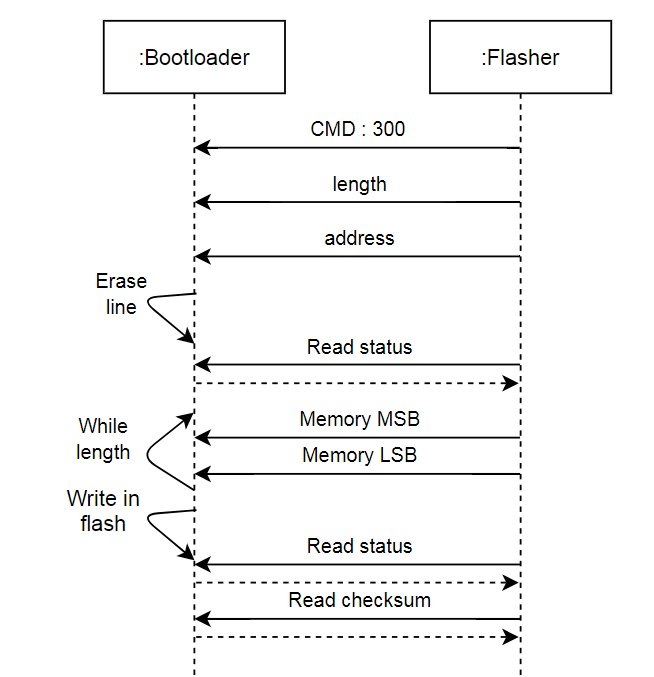 :Bootloader
:Flasher
CMD : 300
length
address
Erase
line
Read status
Memory MSB
While
length
Memory LSB
Write in
flash
Read status
Read checksum